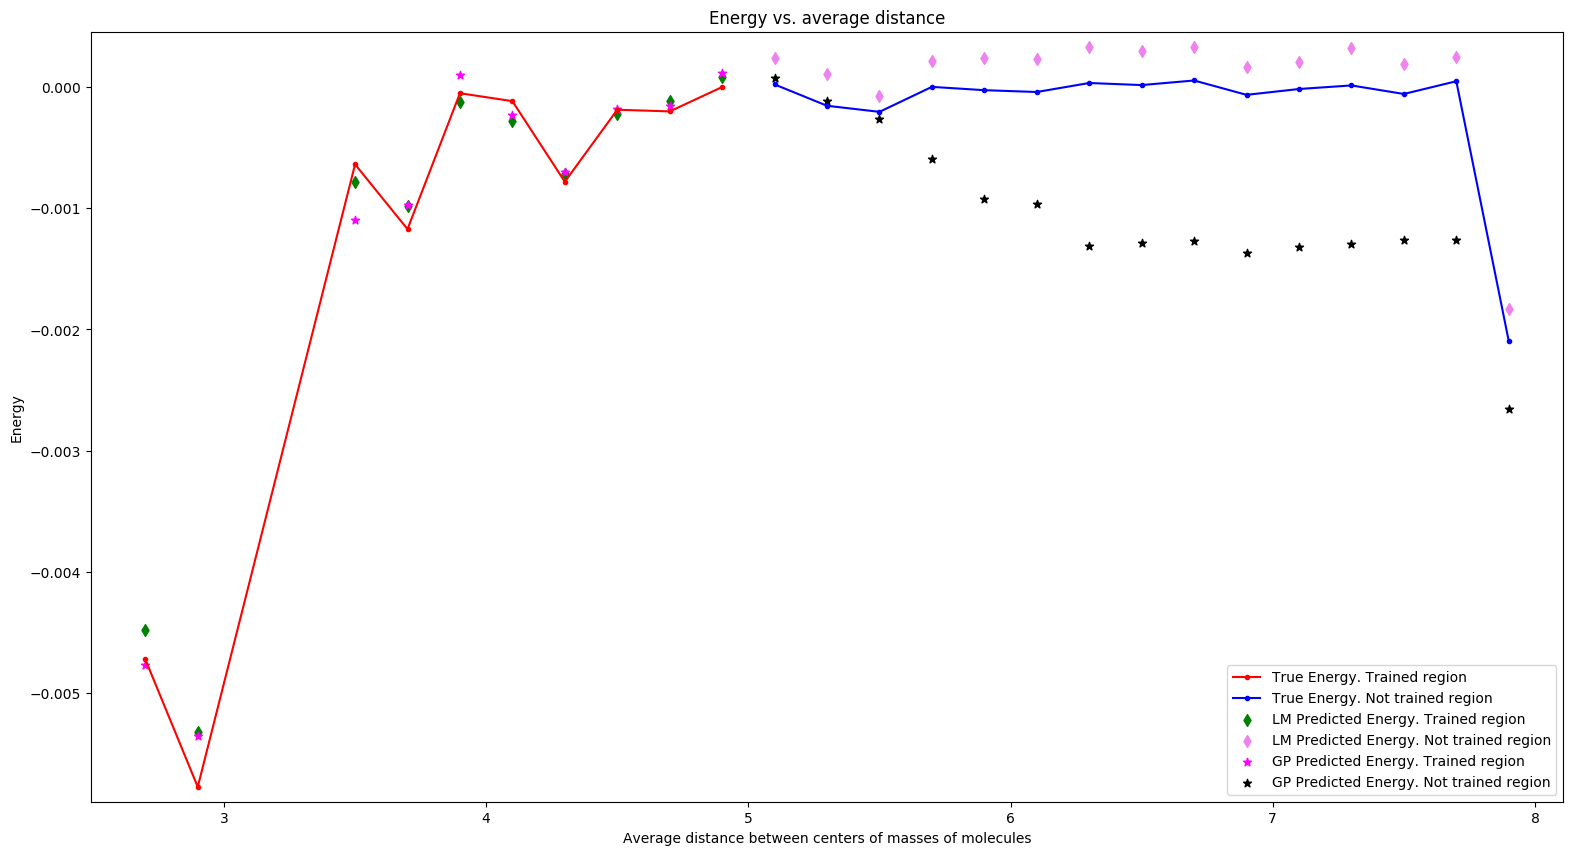 Energy vs. average distance
0.000
−0.001
−0.002
−0.003
−0.004
−0.005
Energy
3
4
5
6
7
8
Average distance between centers of masses of molecules
True Energy. Trained region
True Energy. Not trained region
LM Predicted Energy. Trained region
LM Predicted Energy. Not trained region
GP Predicted Energy. Trained region
GP Predicted Energy. Not trained region